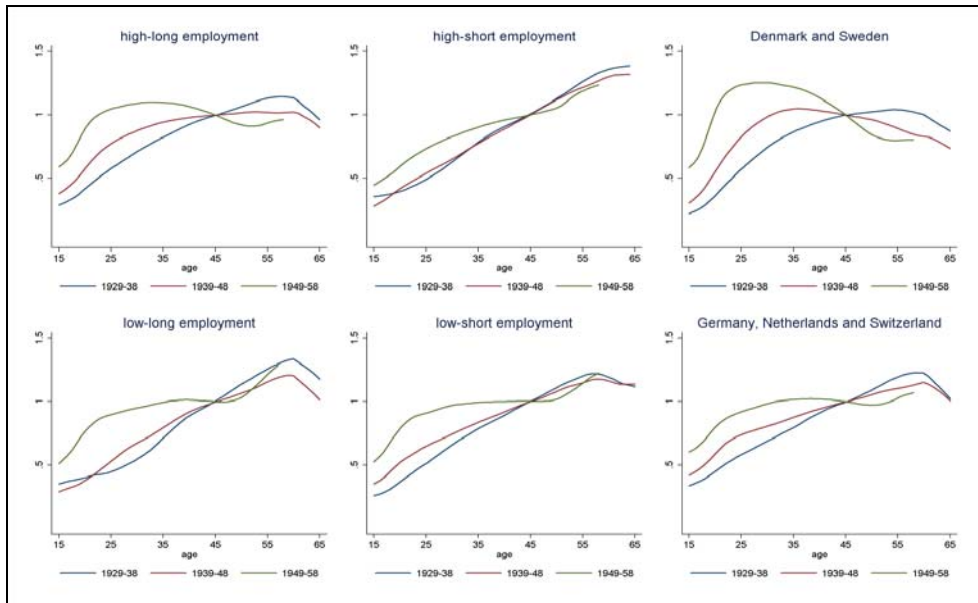 high-long employment
1.5
1
.5
15 25 35 45 55 65
age
1929-38 1939-48 1949-58
high-short employment
1.5
1
.5
15 25 35 45 55 65
age
1929-38 1939-48 1949-58
Denmark and Sweden
1.5
1
.5
15 25 35 45 55 65
age
1929-38 1939-48 1949-58
low-long employment
1.5
1
.5
15 25 35 45 55 65
age
1929-38 1939-48 1949-58
low-short employment
1.5
1
.5
15 25 35 45 55 65
age
1929-38 1939-48 1949-58
Germany, Netherlands and Switzerland
1.5
1
.5
15 25 35 45 55 65
age
1929-38 1939-48 1949-58